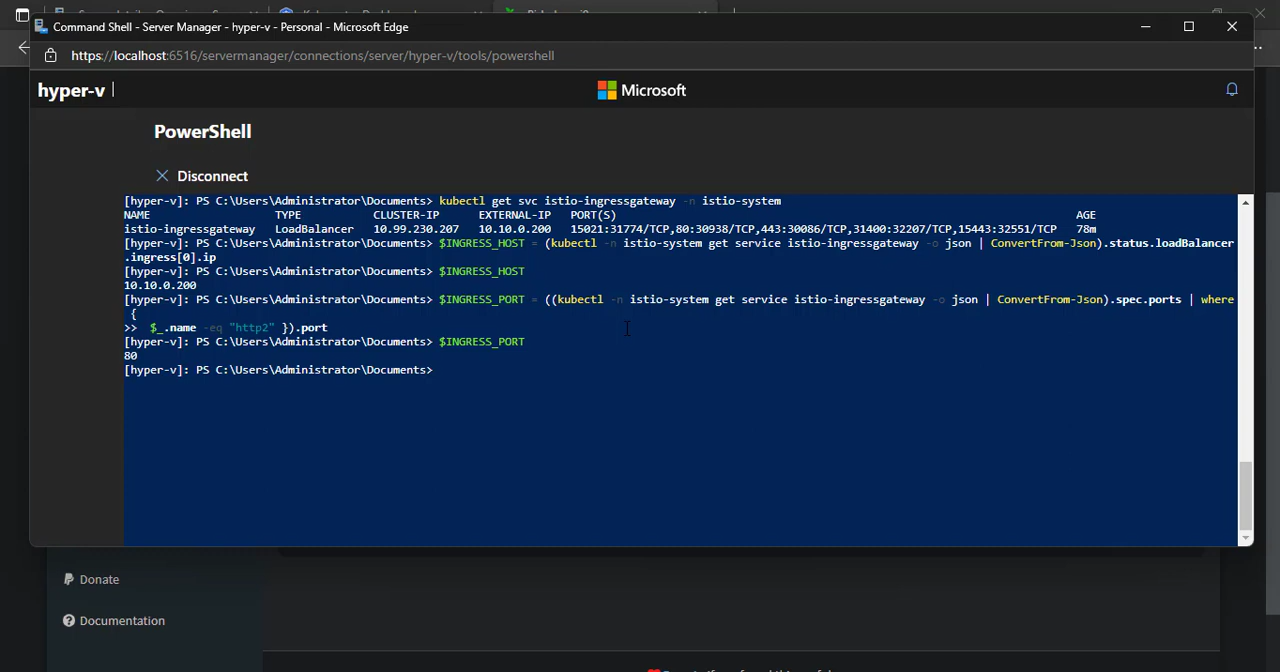 Command Shell - Server Manager - hyper-v - Personal - Microsoft Edge
https://localhost:6516/servermanager/connections/server/hyper-v/tools/powershell
hyper-v
Microsoft
PowerShell
Disconnect
[hyper-v]: PS C:\Users\Administrator\Documents> kubectl get svc istio-ingressgateway -n istio-system
NAME TYPE CLUSTER-IP EXTERNAL-IP PORT(S) AGE
istio-ingressgateway LoadBalancer 10.99.230.207 10.10.0.200 15021:31774/TCP,80:30938/TCP,443:30086/TCP,31400:32207/TCP,15443:32551/TCP 78m
[hyper-v]: PS C:\Users\Administrator\Documents> $INGRESS_HOST = (kubectl -n istio-system get service istio-ingressgateway -o json | ConvertFrom-Json).status.loadBalancer
.ingress[0].ip
[hyper-v]: PS C:\Users\Administrator\Documents> $INGRESS_HOST
10.10.0.200
[hyper-v]: PS C:\Users\Administrator\Documents> $INGRESS_PORT = ((kubectl -n istio-system get service istio-ingressgateway -o json | ConvertFrom-Json).spec.ports | where
{
>> $_.name -eq "http2" }).port
[hyper-v]: PS C:\Users\Administrator\Documents> $INGRESS_PORT
80
[hyper-v]: PS C:\Users\Administrator\Documents>
Donate
Documentation